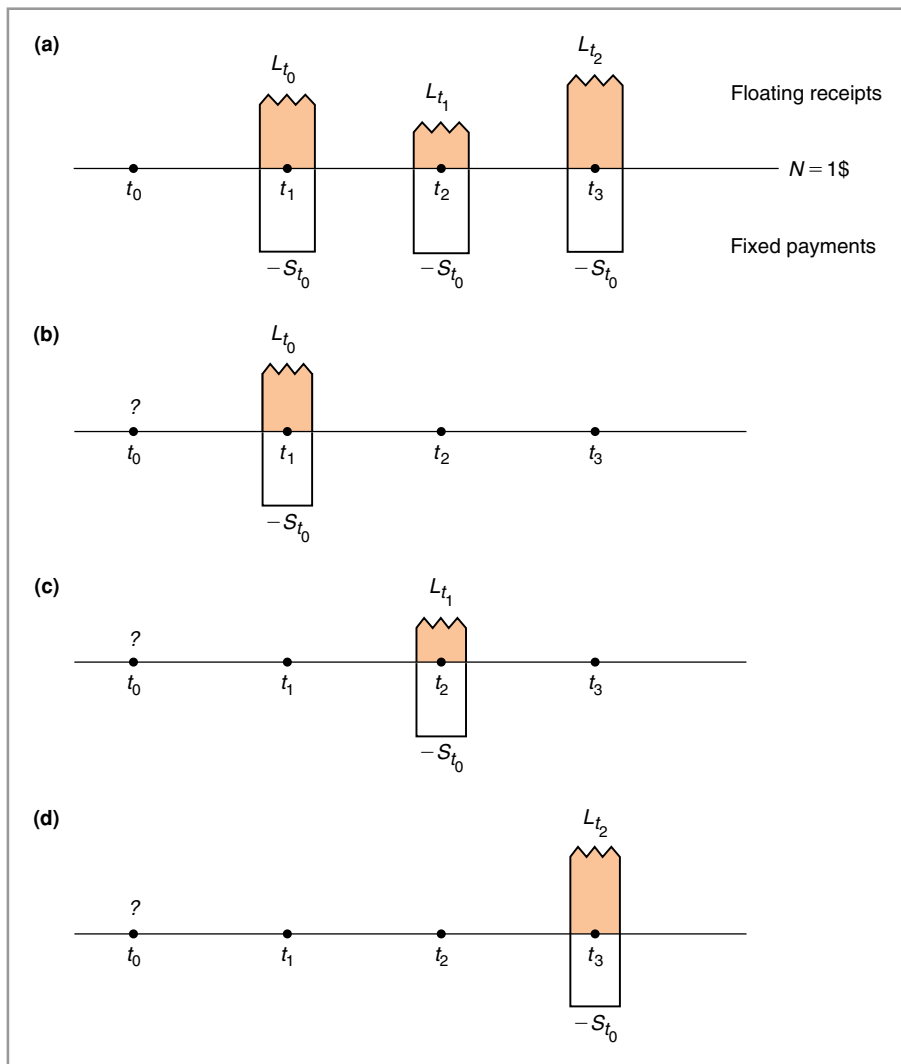 (a)
L_{t_0}
L_{t_1}
L_{t_2}
Floating receipts
t_0 t_1 t_2 t_3 N = 1$
Fixed payments
−S_{t_0} −S_{t_0} −S_{t_0}
(b)
L_{t_0}
?
t_0 t_1 t_2 t_3
−S_{t_0}
(c)
L_{t_1}
?
t_0 t_1 t_2 t_3
−S_{t_0}
(d)
L_{t_2}
?
t_0 t_1 t_2 t_3
−S_{t_0}